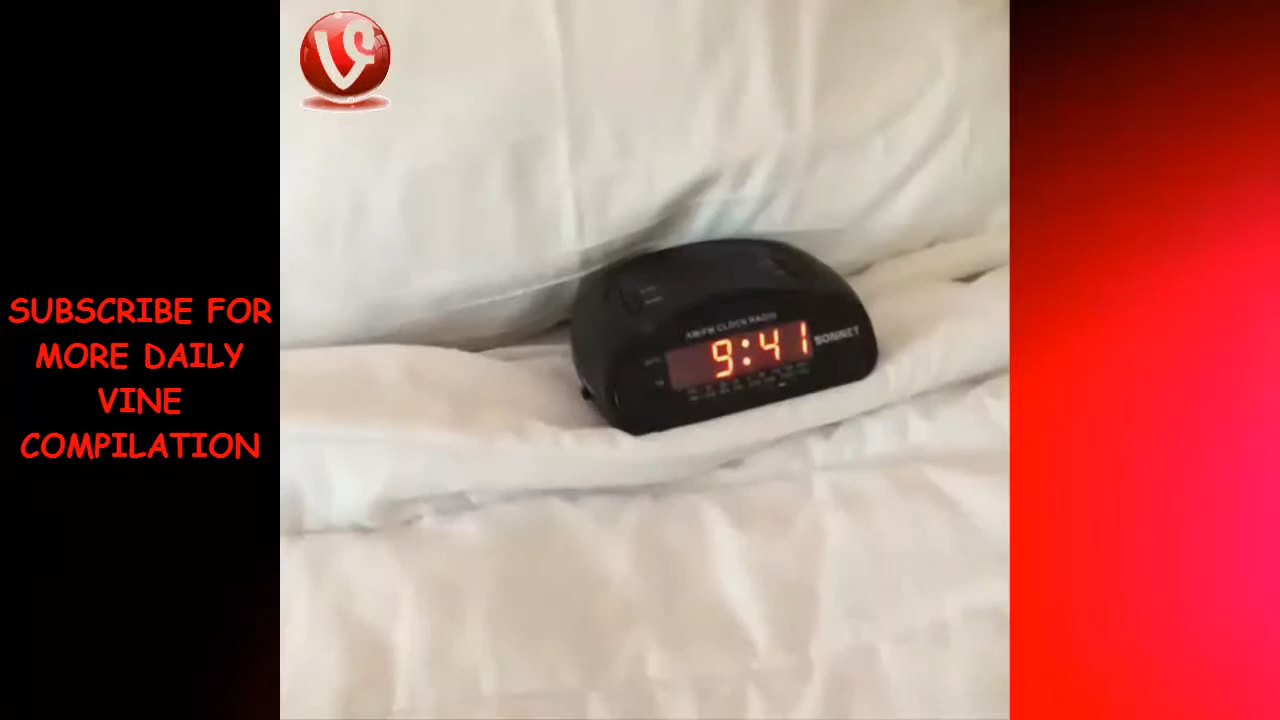 SUBSCRIBE FOR
MORE DAILY
VINE
COMPILATION
AM/FM CLOCK RADIO
9:41
SONNET